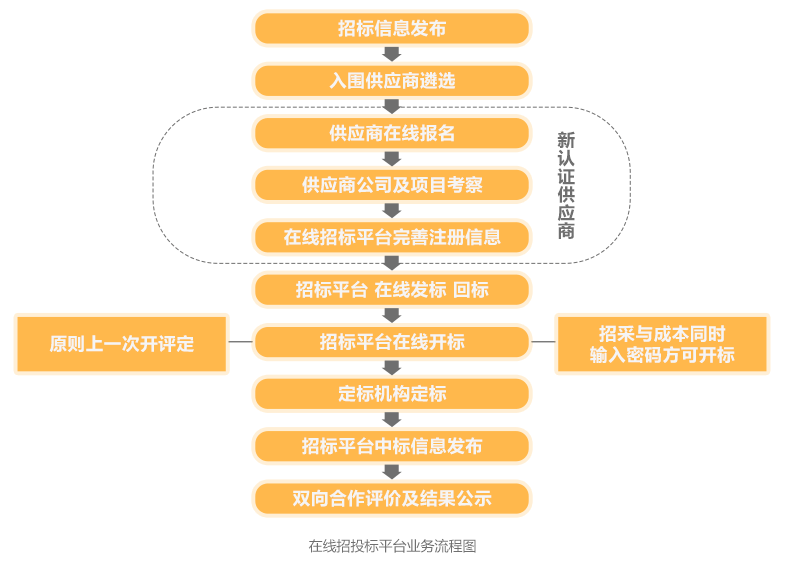 招标信息发布
入围供应商遴选
供应商在线报名
供应商公司及项目考察
在线招标平台完善注册信息
新认证供应商
招标平台 在线发标 回标
原则上一次开评定
招标平台在线开标
招采与成本同时
输入密码方可开标
定标机构定标
招标平台中标信息发布
双向合作评价及结果公示
在线招投标平台业务流程图